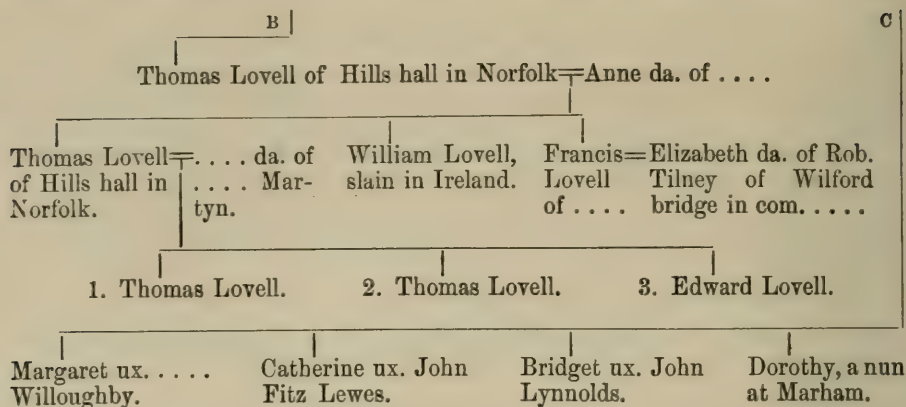 B C
Thomas Lovell of Hills hall in Norfolk=Anne da. of . . . .
Thomas Lovell=. . . . da. of
of Hills hall in . . . . Mar-
Norfolk. tyn.
William Lovell,
slain in Ireland.
Francis=Elizabeth da. of Rob.
Lovell Tilney of Wilford
of . . . . bridge in com. . . . .
1. Thomas Lovell. 2. Thomas Lovell. 3. Edward Lovell.
Margaret ux. . . . .
Willoughby.
Catherine ux. John
Fitz Lewes.
Bridget ux. John
Lynnolds.
Dorothy, a nun
at Marham.